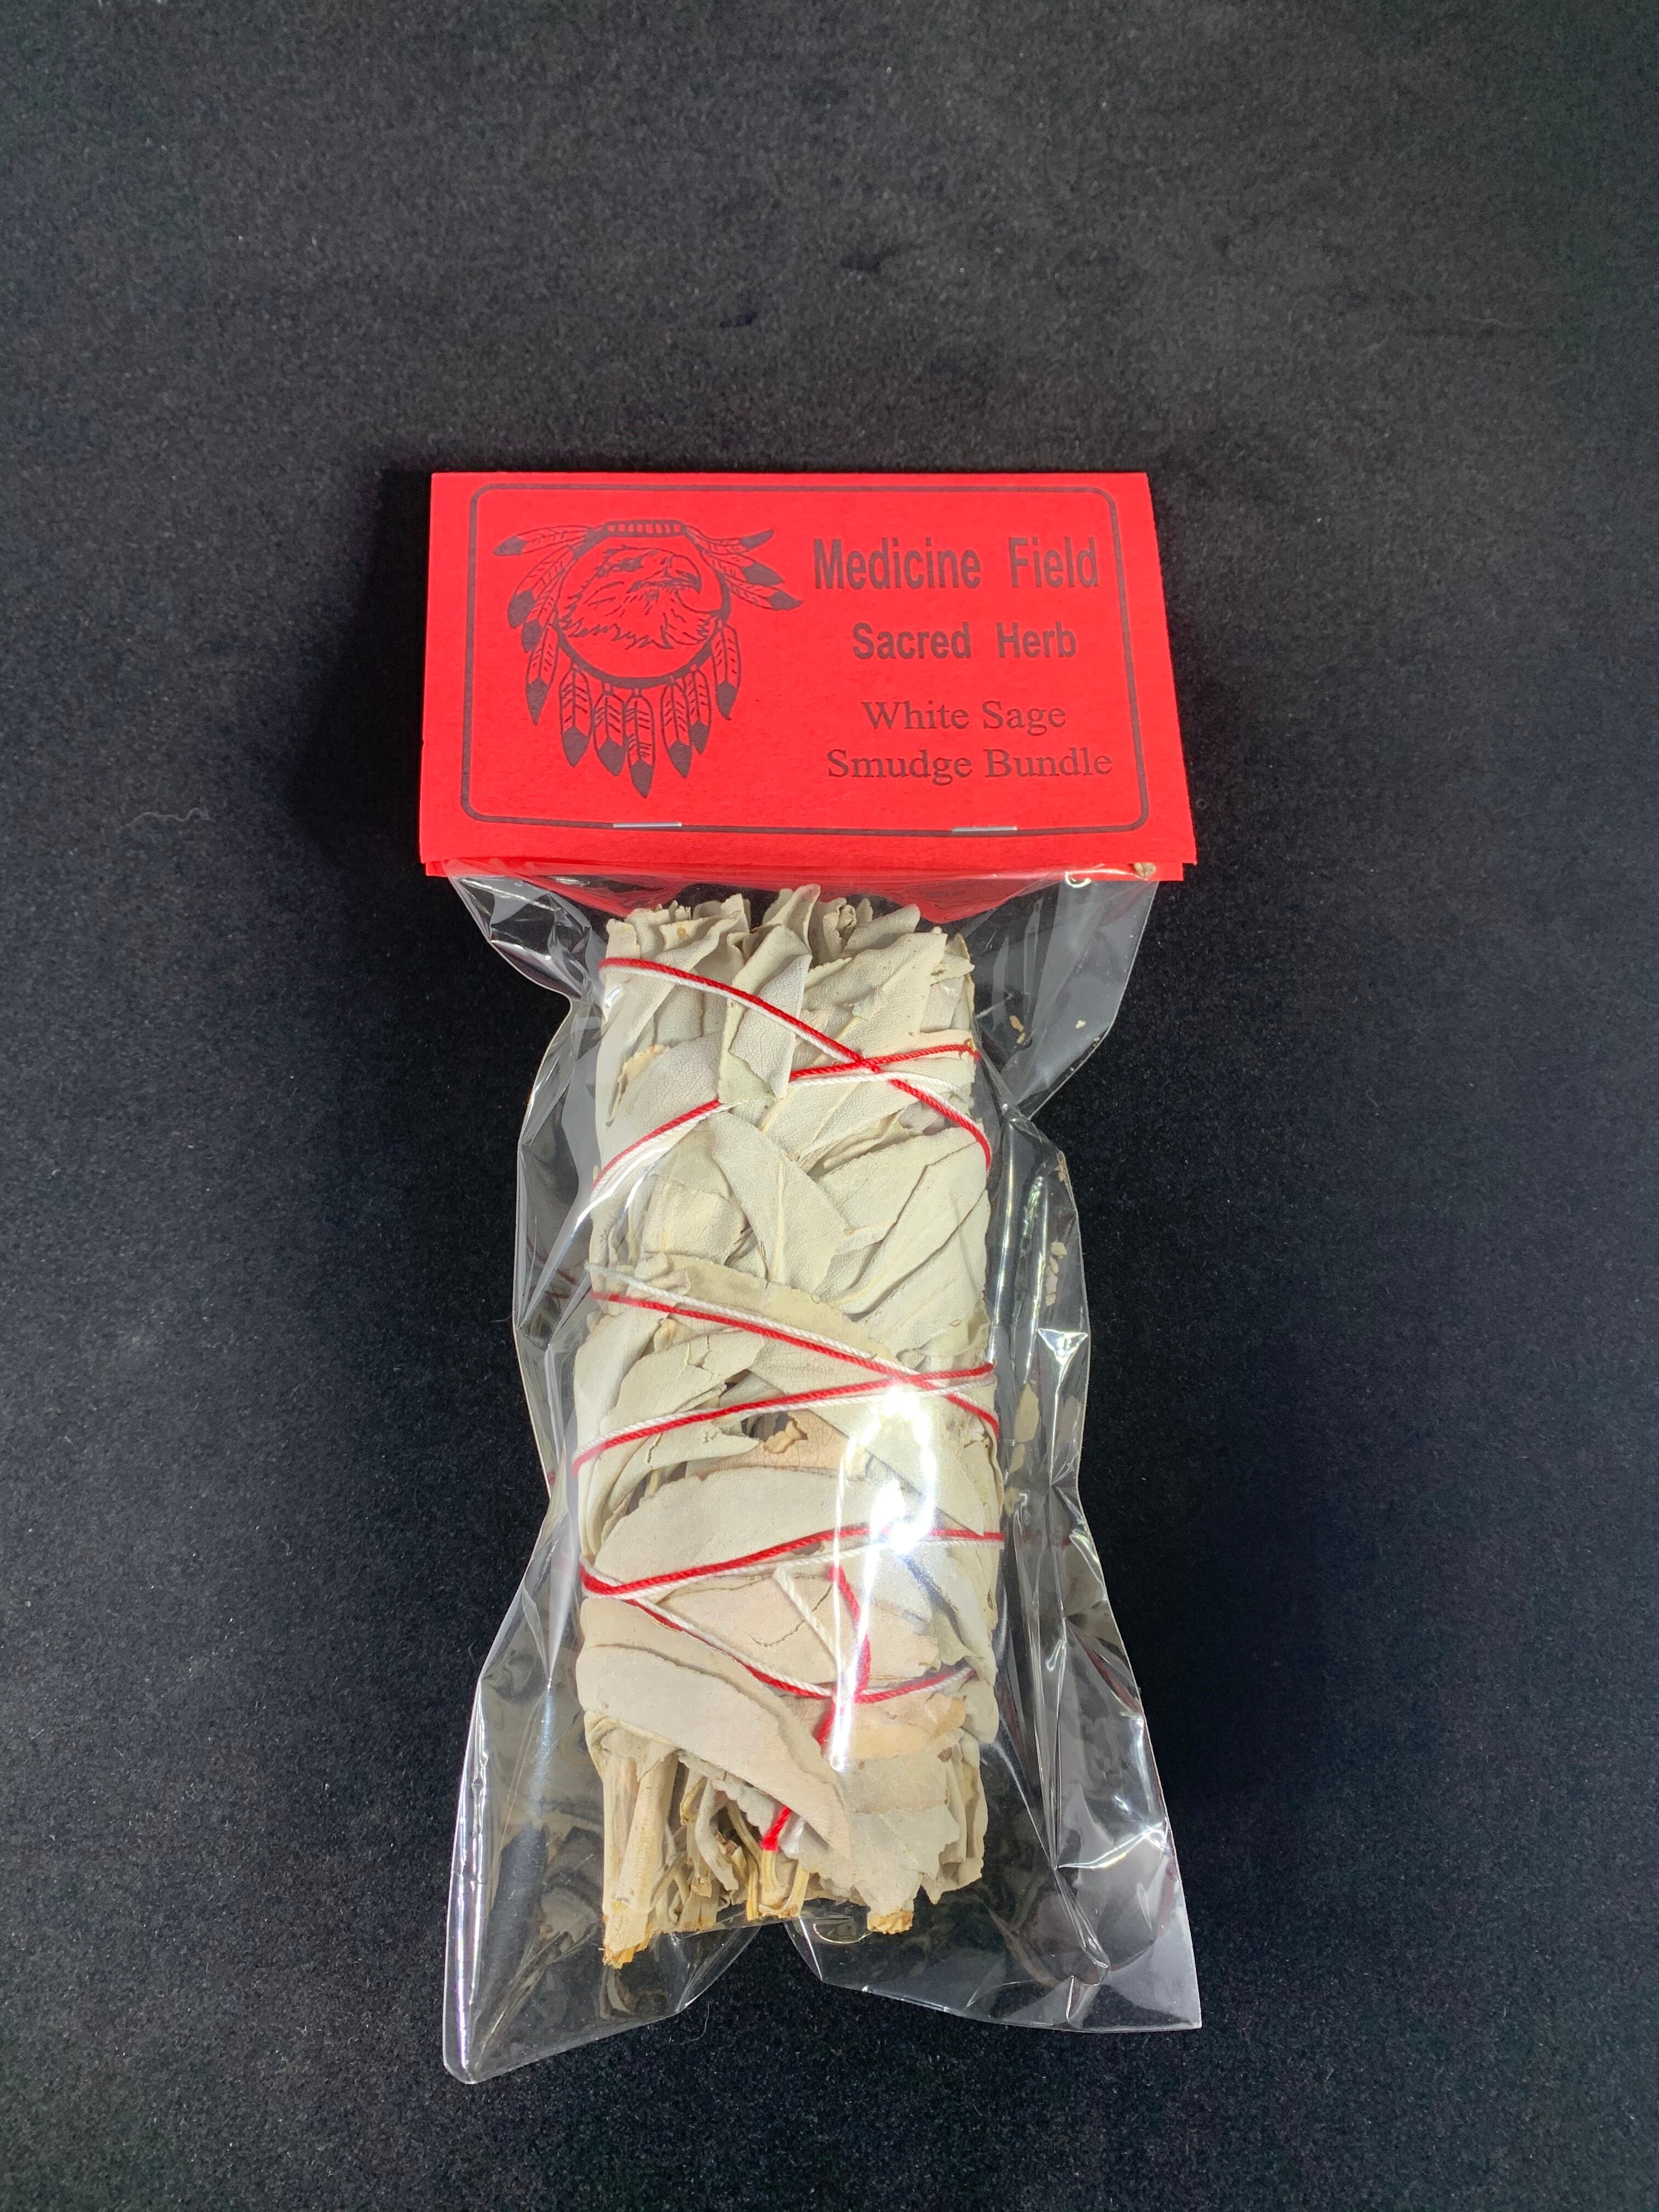 Medicine Field
Sacred Herb
White Sage
Smudge Bundle